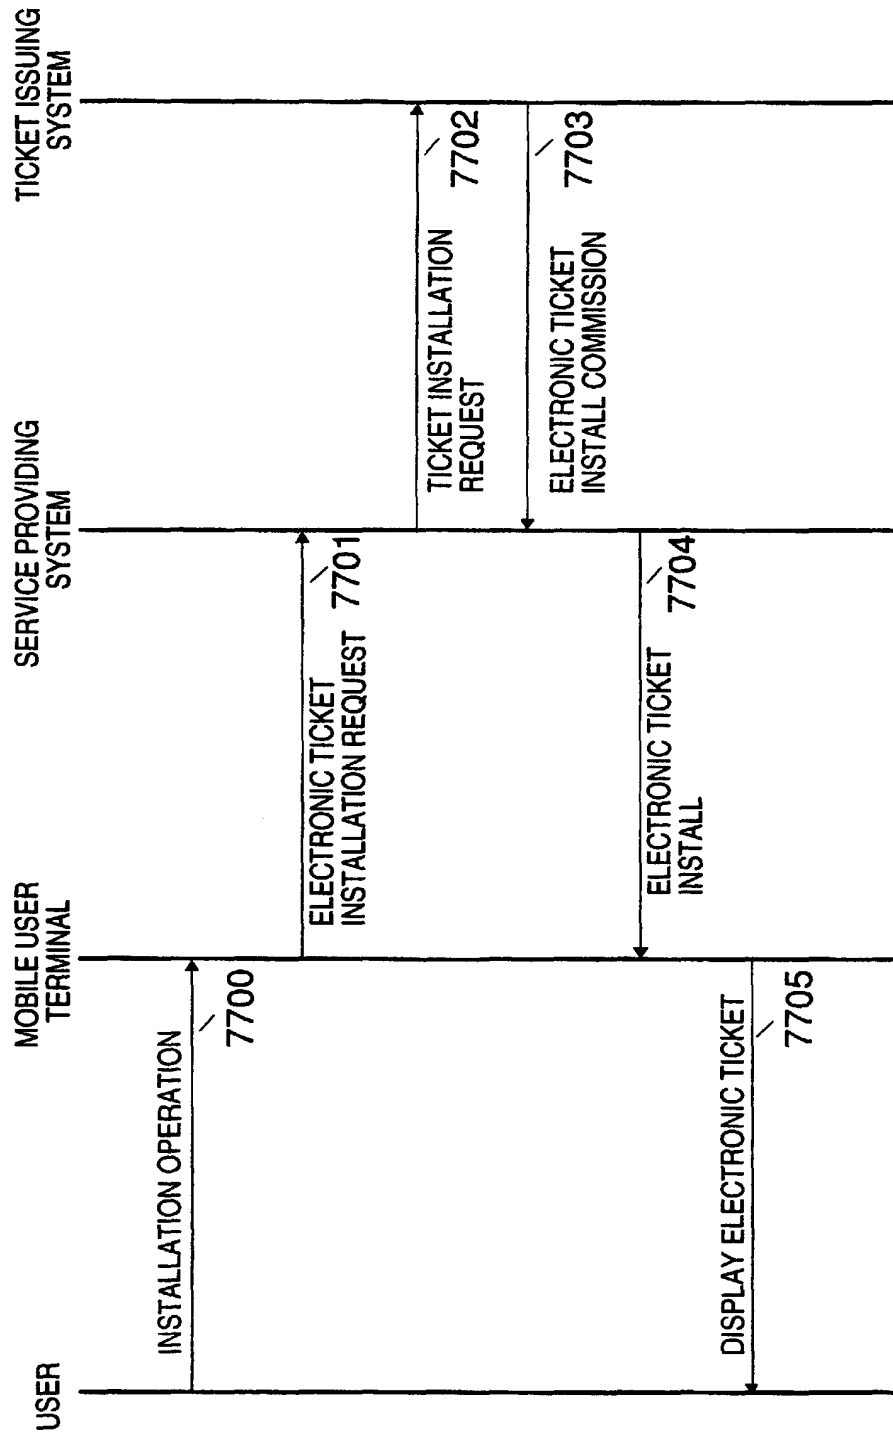 USER
MOBILE USER
TERMINAL
SERVICE PROVIDING
SYSTEM
TICKET ISSUING
SYSTEM
INSTALLATION OPERATION
7700
ELECTRONIC TICKET
INSTALLATION REQUEST
7701
TICKET INSTALLATION
REQUEST
7702
ELECTRONIC TICKET
INSTALL COMMISSION
7703
ELECTRONIC TICKET
INSTALL
7704
DISPLAY ELECTRONIC TICKET
7705